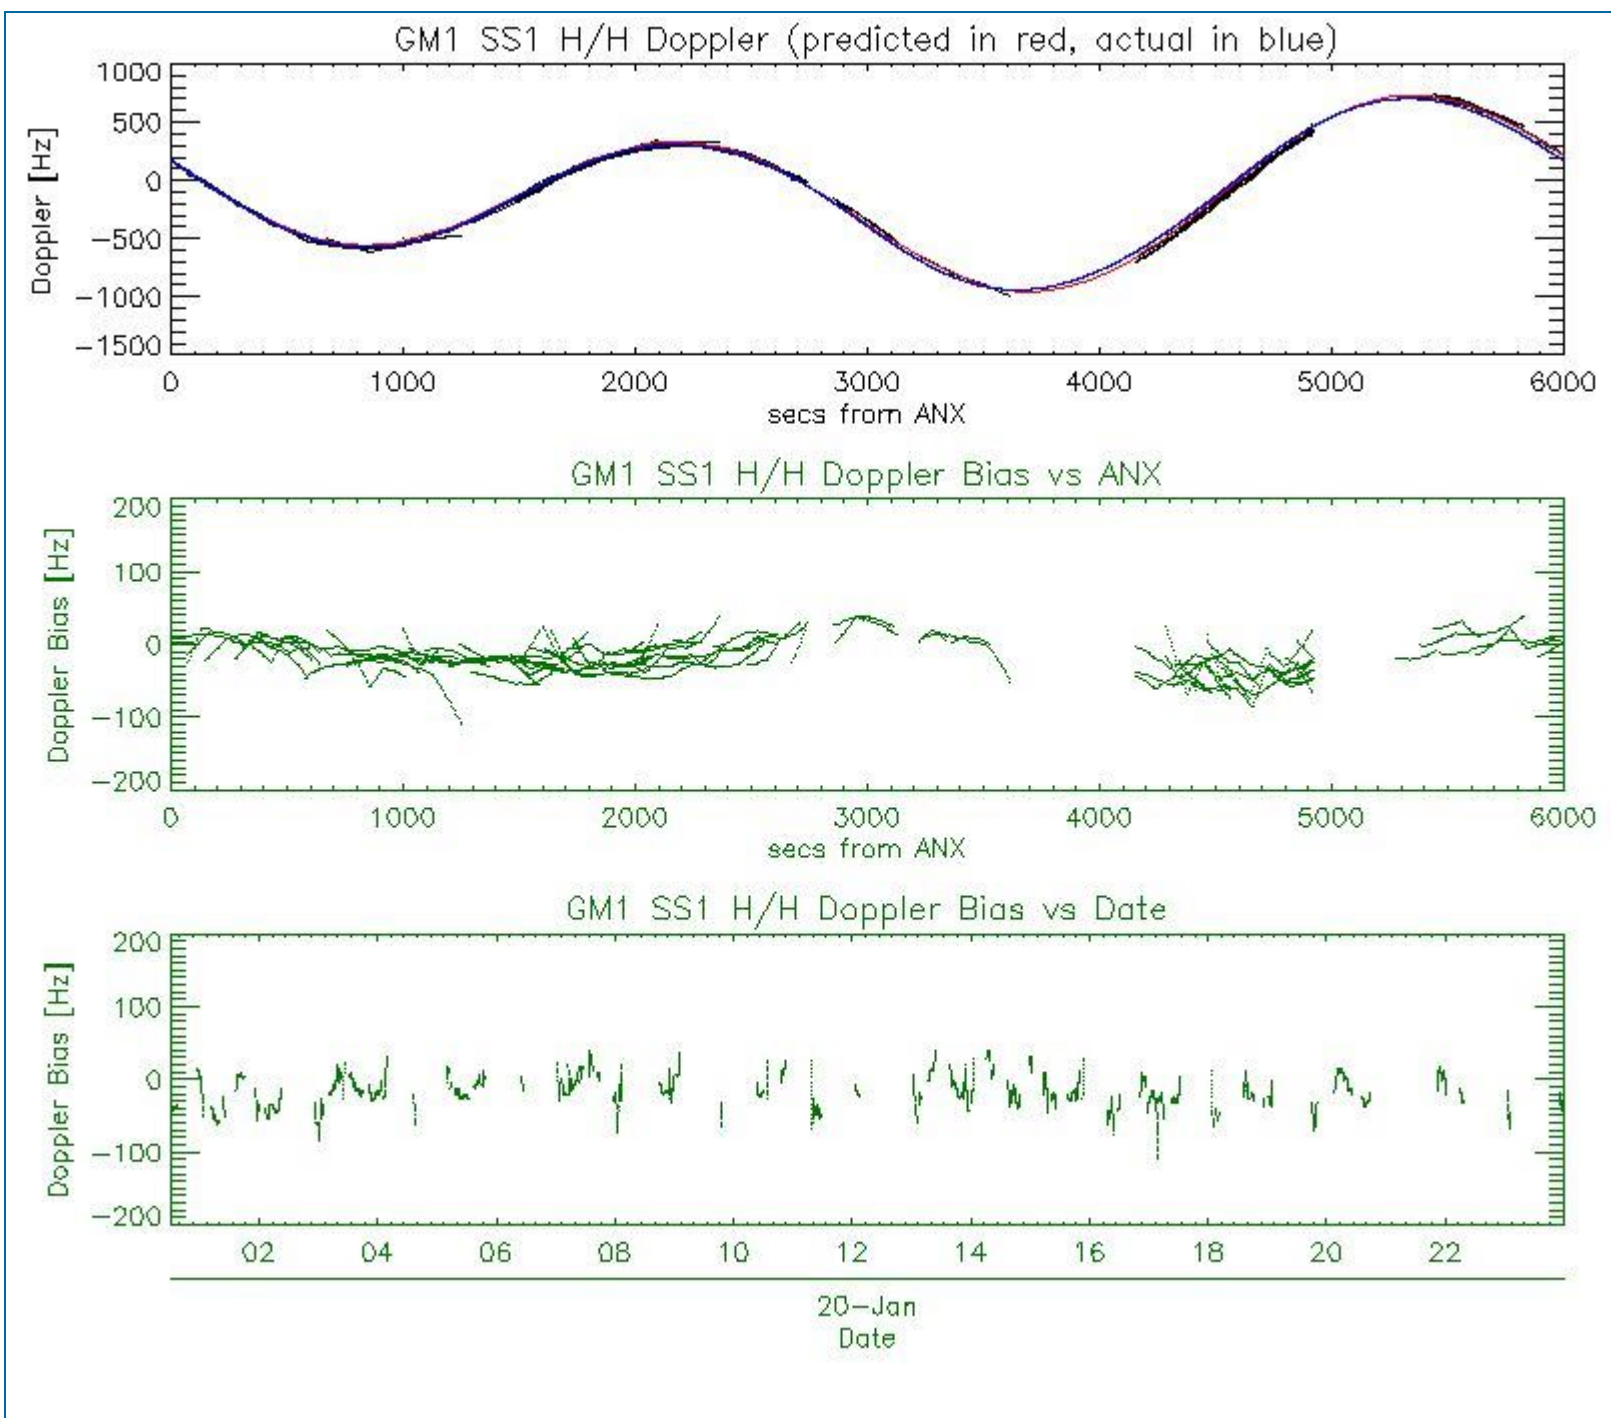 GM1 SS1 H/H Doppler (predicted in red, actual in blue)
Doppler [Hz]
1000
500
0
−500
−1000
−1500
0 1000 2000 3000 4000 5000 6000
secs from ANX
GM1 SS1 H/H Doppler Bias vs ANX
Doppler Bias [Hz]
200
100
0
−100
−200
0 1000 2000 3000 4000 5000 6000
secs from ANX
GM1 SS1 H/H Doppler Bias vs Date
Doppler Bias [Hz]
200
100
0
−100
−200
02 04 06 08 10 12 14 16 18 20 22
20−Jan
Date